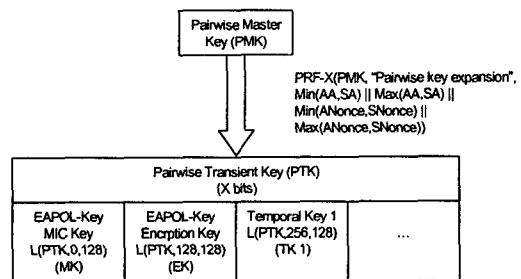 Pairwise Master
Key (PMK)
PRF-X(PMK, "Pairwise key expansion",
Min(AA,SA) || Max(AA,SA) ||
Min(ANonce,SNonce) ||
Max(ANonce,SNonce))
Pairwise Transient Key (PTK)
(X bits)
EAPOL-Key
MIC Key
L(PTK,0,128)
(MK)
EAPOL-Key
Encrption Key
L(PTK,128,128)
(EK)
Temporal Key 1
L(PTK,256,128)
(TK 1)
...